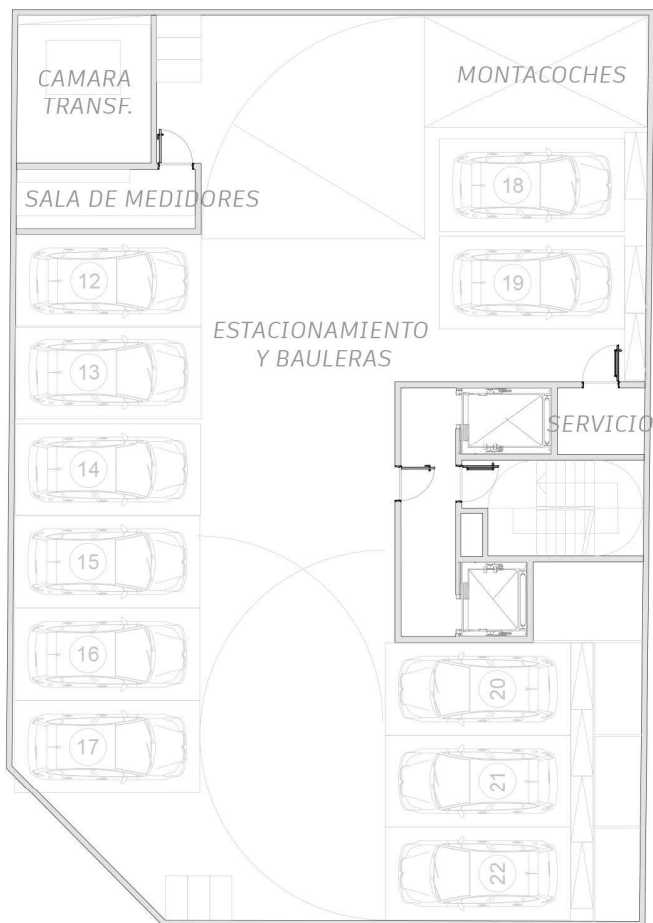 CAMARA
TRANSF.
MONTACOCHES
18
SALA DE MEDIDORES
12
19
ESTACIONAMIENTO
Y BAULERAS
13
SERVICIO
14
15
16
20
17
21
22